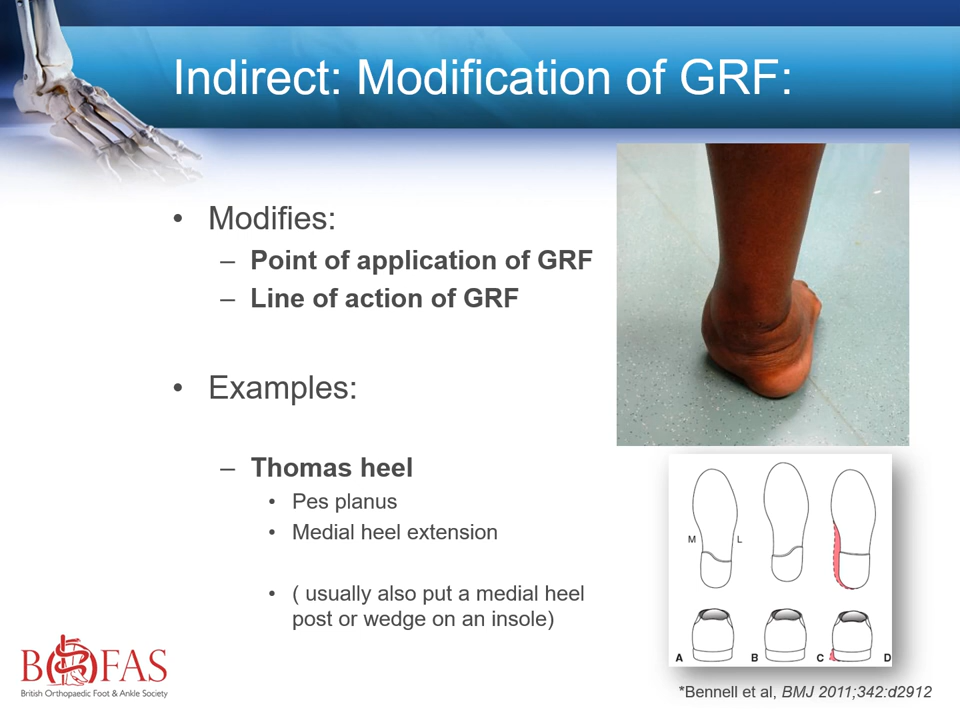 Indirect: Modification of GRF:
• Modifies:
– Point of application of GRF
– Line of action of GRF
• Examples:
– Thomas heel
• Pes planus
• Medial heel extension
• ( usually also put a medial heel
post or wedge on an insole)
M L
A B C D
BOFAS
British Orthopaedic Foot & Ankle Society
*Bennell et al, BMJ 2011;342:d2912